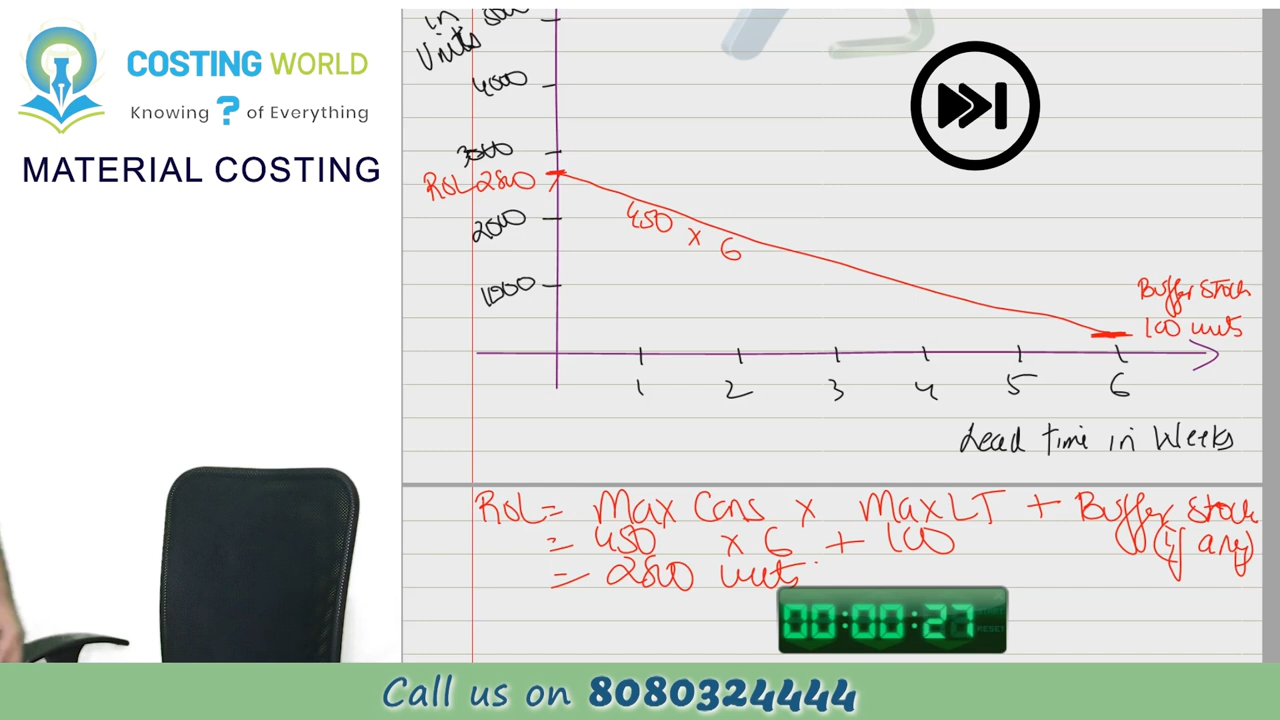 COSTING WORLD
Knowing ? of Everything
MATERIAL COSTING
in
Units
4000
3000
ROL 2800
2000
1000
450 x 6
Buffer Stock
100 units
1 2 3 4 5 6
Lead time in Weeks
ROL = Max Cons x Max LT + Buffer Stock
= 450 x 6 + 100 (if any)
= 2800 units
00:00:27
RESET
Call us on 8080324444